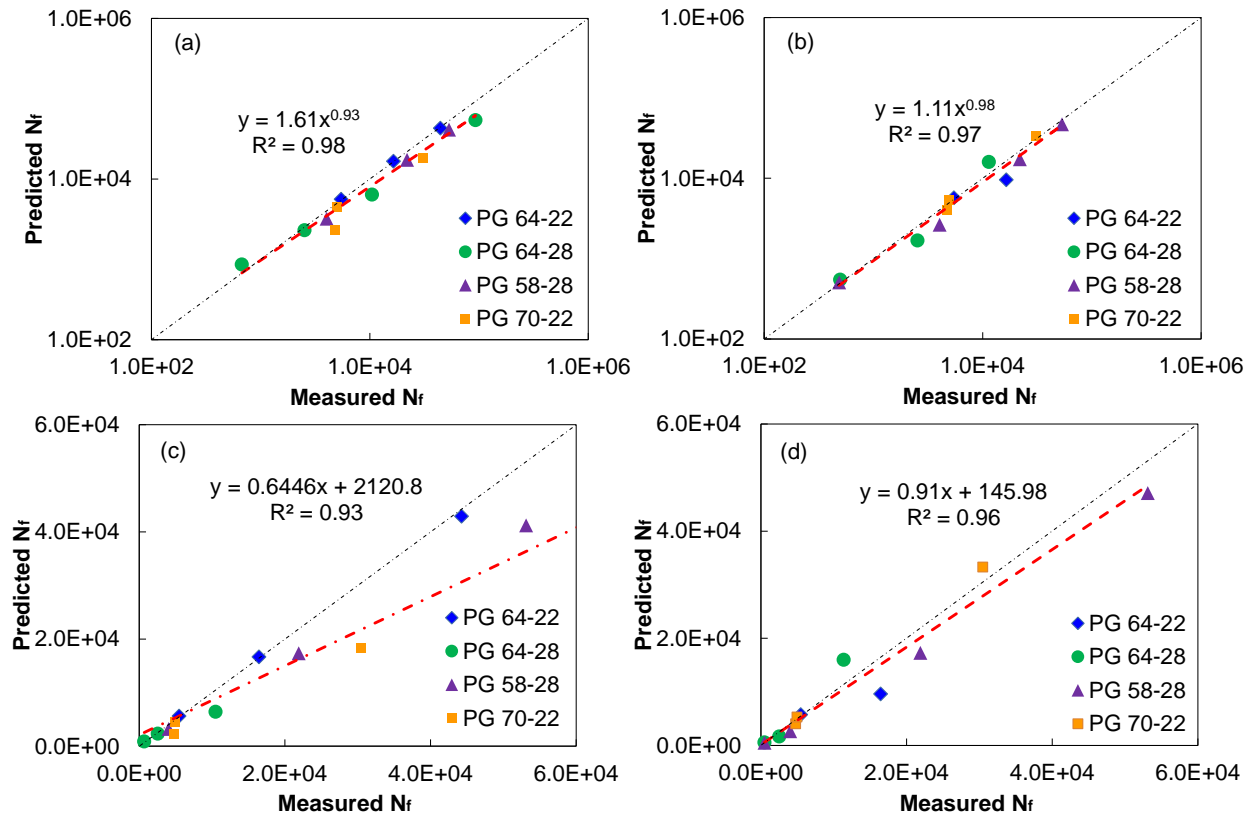 (a)
1.0E+06
1.0E+04
1.0E+02
Predicted Nf
y = 1.61x^0.93
R² = 0.98
PG 64-22
PG 64-28
PG 58-28
PG 70-22
1.0E+02 1.0E+04 1.0E+06
Measured Nf
(b)
1.0E+06
1.0E+04
1.0E+02
Predicted Nf
y = 1.11x^0.98
R² = 0.97
PG 64-22
PG 64-28
PG 58-28
PG 70-22
1.0E+02 1.0E+04 1.0E+06
Measured Nf
(c)
6.0E+04
4.0E+04
2.0E+04
0.0E+00
Predicted Nf
y = 0.6446x + 2120.8
R² = 0.93
PG 64-22
PG 64-28
PG 58-28
PG 70-22
0.0E+00 2.0E+04 4.0E+04 6.0E+04
Measured Nf
(d)
6.0E+04
4.0E+04
2.0E+04
0.0E+00
Predicted Nf
y = 0.91x + 145.98
R² = 0.96
PG 64-22
PG 64-28
PG 58-28
PG 70-22
0.0E+00 2.0E+04 4.0E+04 6.0E+04
Measured Nf